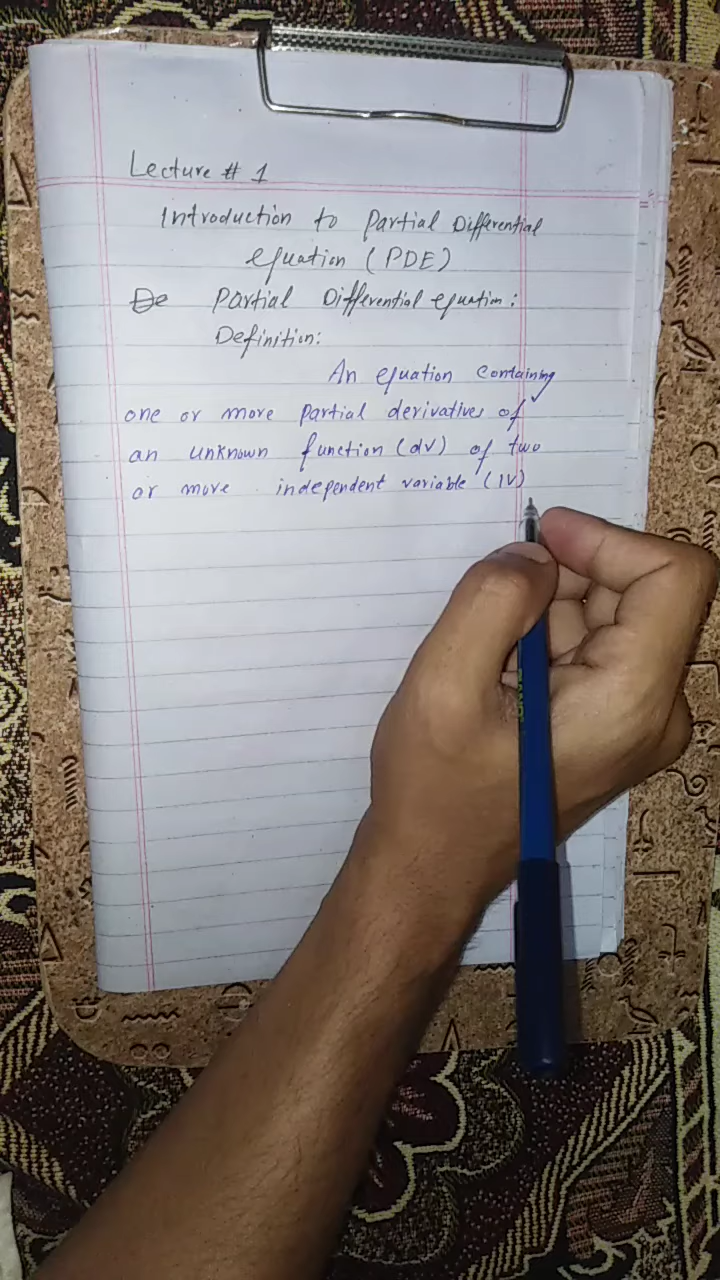 Lecture # 1
Introduction to Partial Differential
equation (PDE)
De Partial Differential equation:
Definition:
An equation containing
one or more partial derivatives of
an unknown function (dV) of two
or more independent variable (IV)